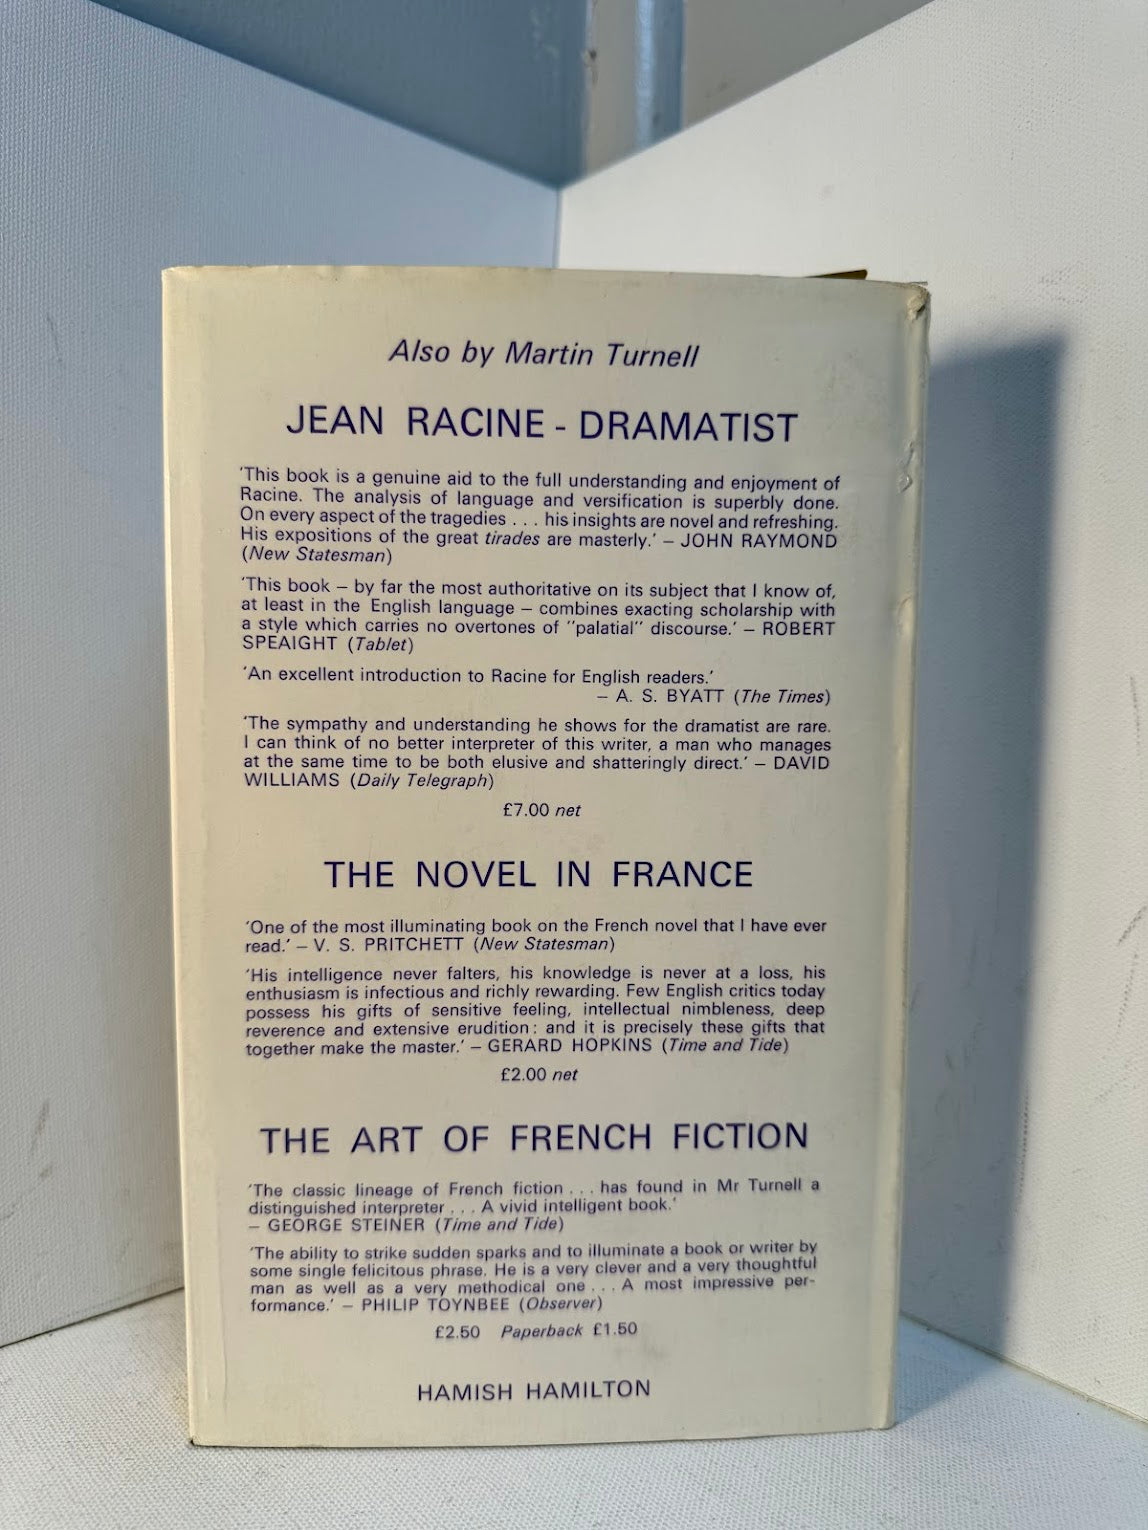 Also by Martin Turnell
JEAN RACINE - DRAMATIST
'This book is a genuine aid to the full understanding and enjoyment of
Racine. The analysis of language and versification is superbly done.
On every aspect of the tragedies . . . his insights are novel and refreshing.
His expositions of the great tirades are masterly.' – JOHN RAYMOND
(New Statesman)
'This book – by far the most authoritative on its subject that I know of,
at least in the English language – combines exacting scholarship with
a style which carries no overtones of "palatial" discourse.' – ROBERT
SPEAIGHT (Tablet)
'An excellent introduction to Racine for English readers.'
– A. S. BYATT (The Times)
'The sympathy and understanding he shows for the dramatist are rare.
I can think of no better interpreter of this writer, a man who manages
at the same time to be both elusive and shatteringly direct.' – DAVID
WILLIAMS (Daily Telegraph)
£7.00 net
THE NOVEL IN FRANCE
'One of the most illuminating book on the French novel that I have ever
read.' – V. S. PRITCHETT (New Statesman)
'His intelligence never falters, his knowledge is never at a loss, his
enthusiasm is infectious and richly rewarding. Few English critics today
possess his gifts of sensitive feeling, intellectual nimbleness, deep
reverence and extensive erudition: and it is precisely these gifts that
together make the master.' – GERARD HOPKINS (Time and Tide)
£2.00 net
THE ART OF FRENCH FICTION
'The classic lineage of French fiction . . . has found in Mr Turnell a
distinguished interpreter . . . A vivid intelligent book.'
– GEORGE STEINER (Time and Tide)
'The ability to strike sudden sparks and to illuminate a book or writer by
some single felicitous phrase. He is a very clever and a very thoughtful
man as well as a very methodical one . . . A most impressive per-
formance.' – PHILIP TOYNBEE (Observer)
£2.50 Paperback £1.50
HAMISH HAMILTON